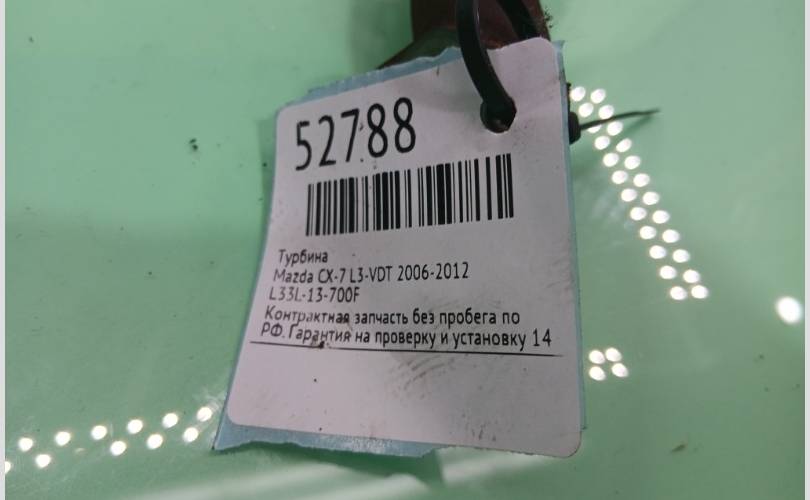 52788
Турбина
Mazda CX-7 L3-VDT 2006-2012
L33L-13-700F
Контрактная запчасть без пробега по
РФ. Гарантия на проверку и установку 14